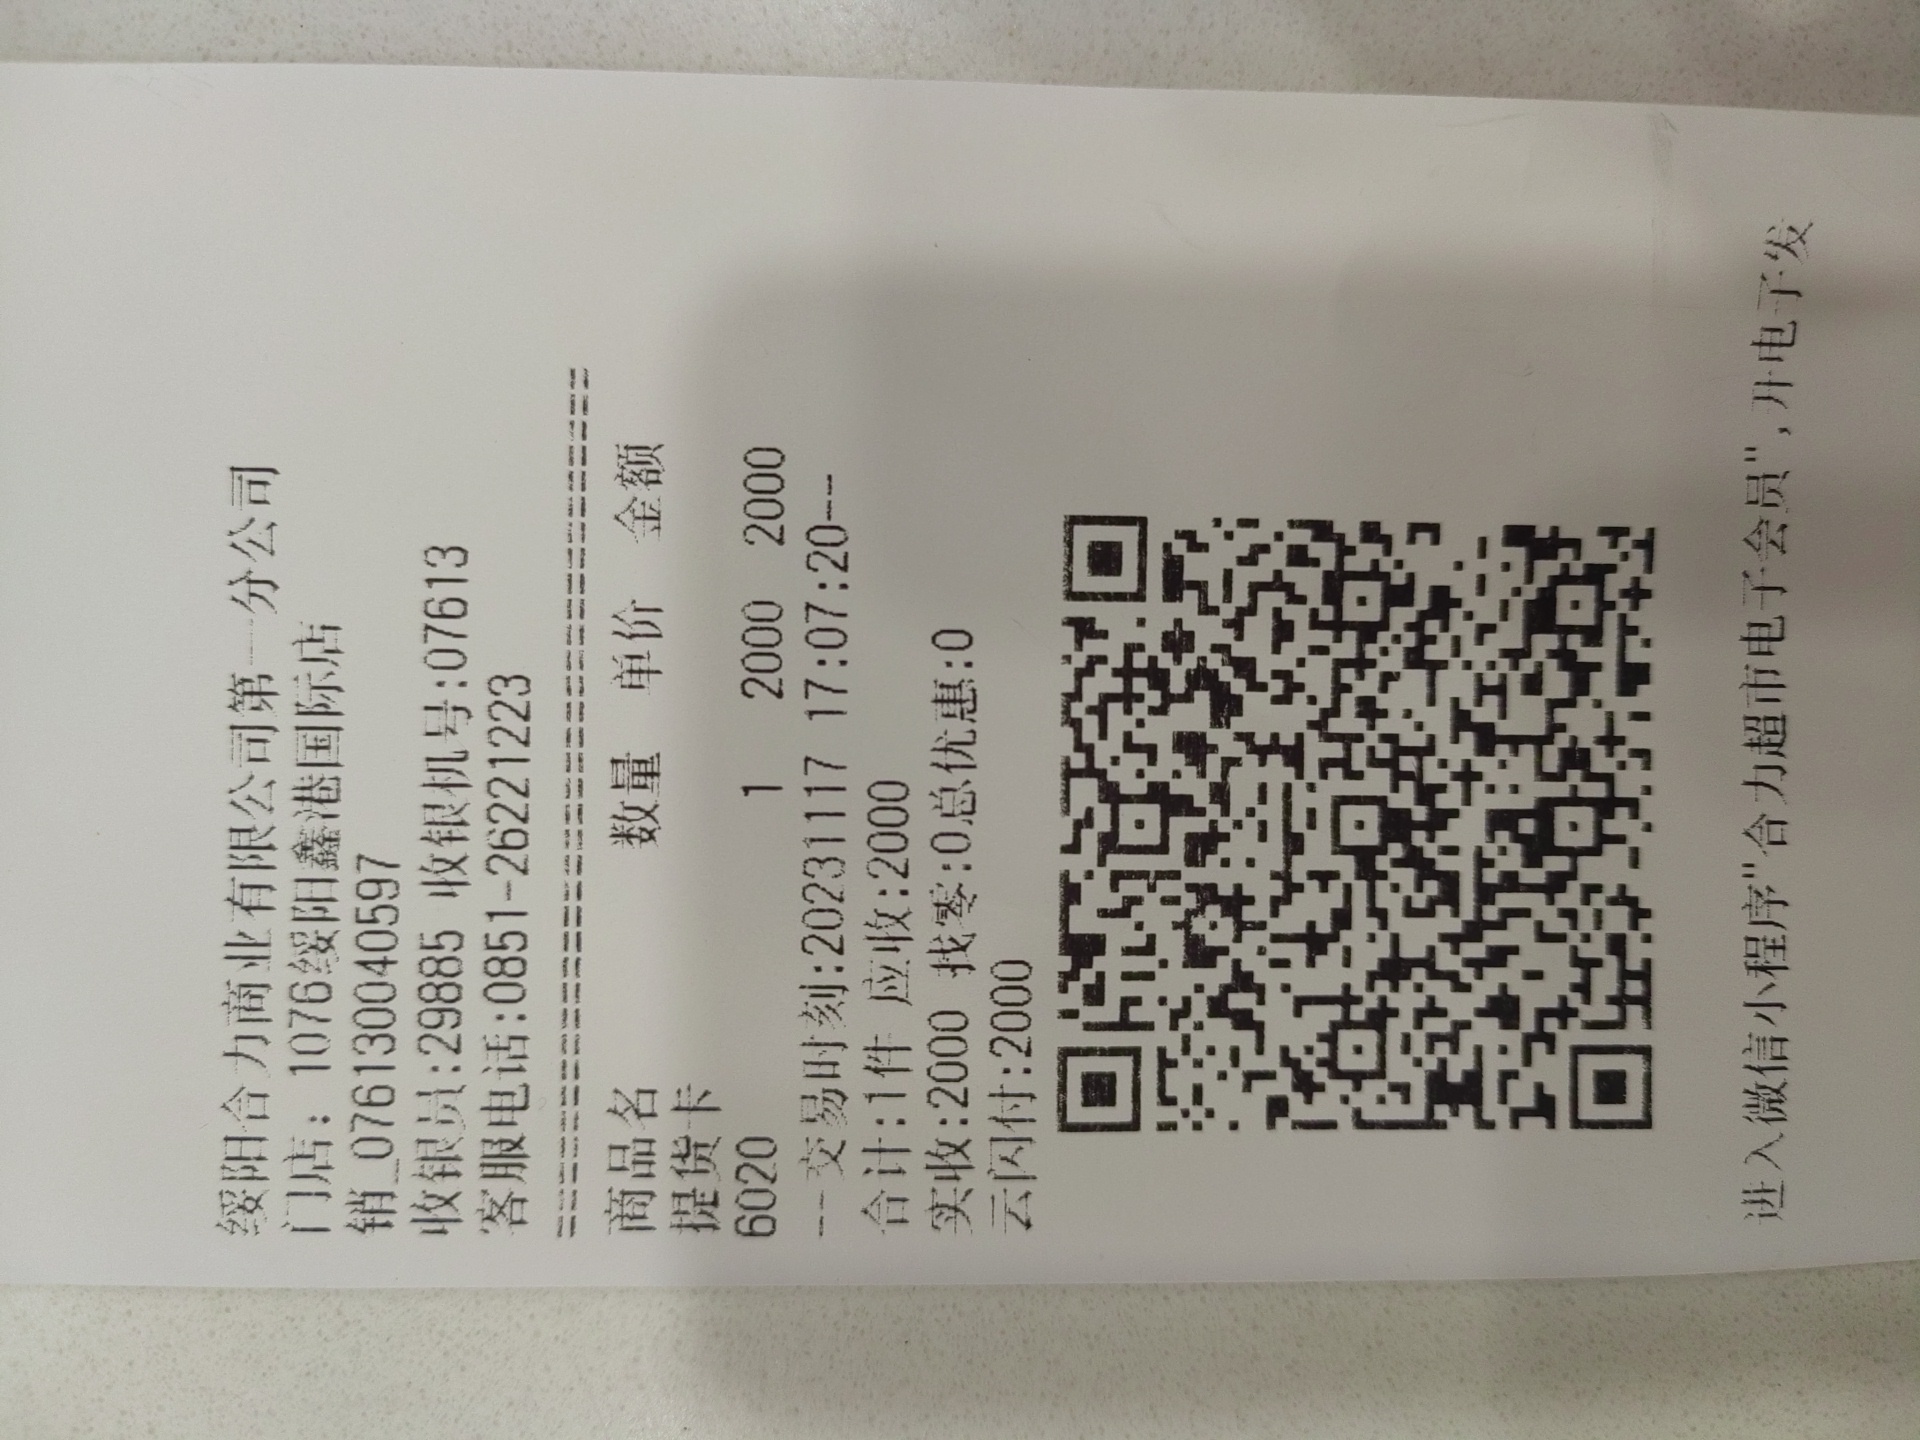 绥阳合力商业有限公司第一分公司
门店: 1076绥阳鑫港国际店
销_076130040597
收银员:29885 收银机号:07613
客服电话:0851-26221223
==========================================
商品名 数量 单价 金额
提货卡
6020 1 2000 2000
--交易时刻:20231117 17:07:20--
合计:1件 应收:2000
实收:2000 找零:0总优惠:0
云闪付:2000
进入微信小程序"合力超市电子会员",开电子发